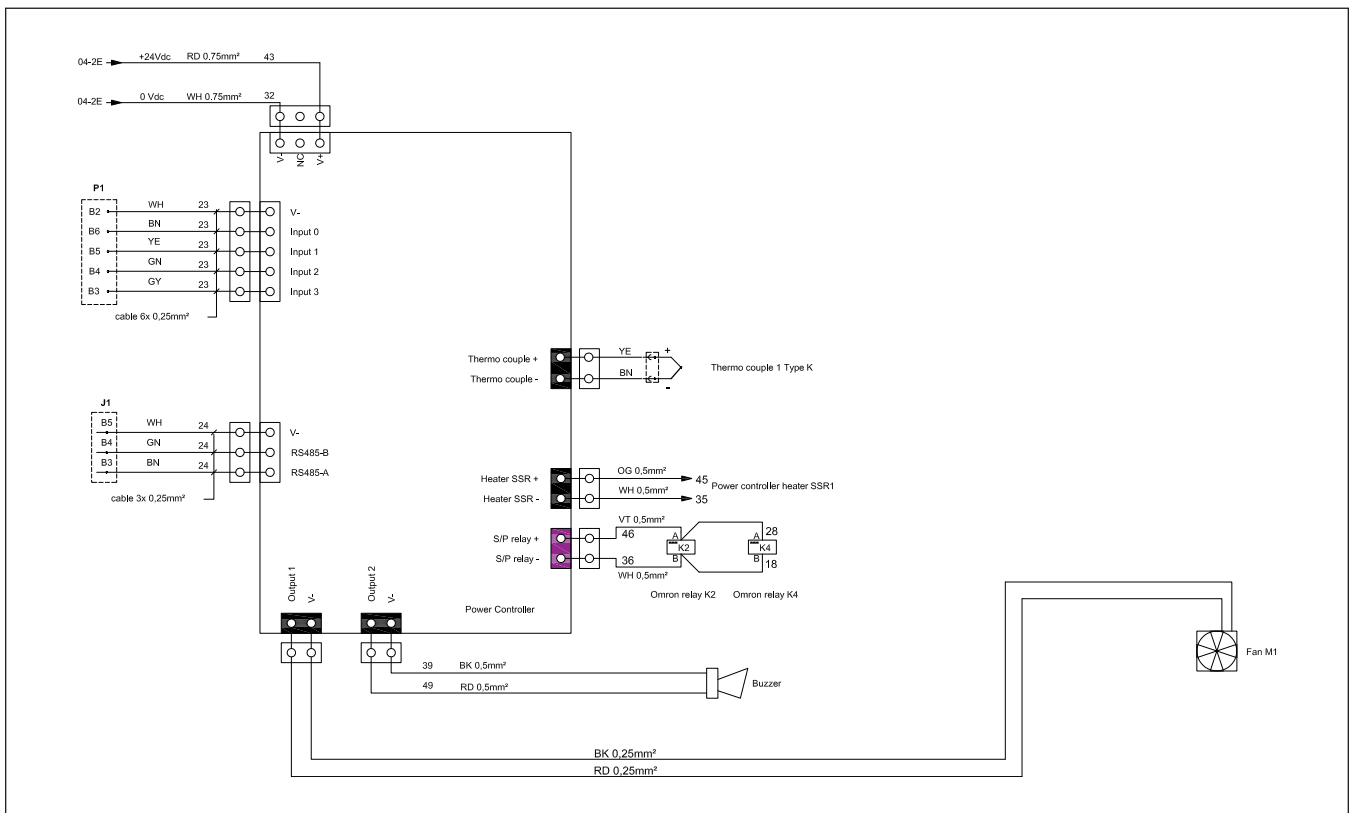 04-2E +24Vdc RD 0.75mm² 43
04-2E 0 Vdc WH 0.75mm² 32
V- NC V+
P1
B2 WH 23 V-
B6 BN 23 Input 0
B5 YE 23 Input 1
B4 GN 23 Input 2
B3 GY 23 Input 3
cable 6x 0,25mm²
Thermo couple + YE +
Thermo couple 1 Type K
Thermo couple - BN -
J1
B5 WH 24 V-
B4 GN 24 RS485-B
B3 BN 24 RS485-A
cable 3x 0,25mm²
Heater SSR + OG 0,5mm² 45
Power controller heater SSR1
Heater SSR - WH 0,5mm² 35
VT 0,5mm²
S/P relay + 46 A A 28
K2 K4
S/P relay - 36 B B 18
WH 0,5mm²
Omron relay K2 Omron relay K4
Output 1 V- Output 2 V-
Power Controller
39 BK 0,5mm²
49 RD 0,5mm²
Buzzer
Fan M1
BK 0,25mm²
RD 0,25mm²